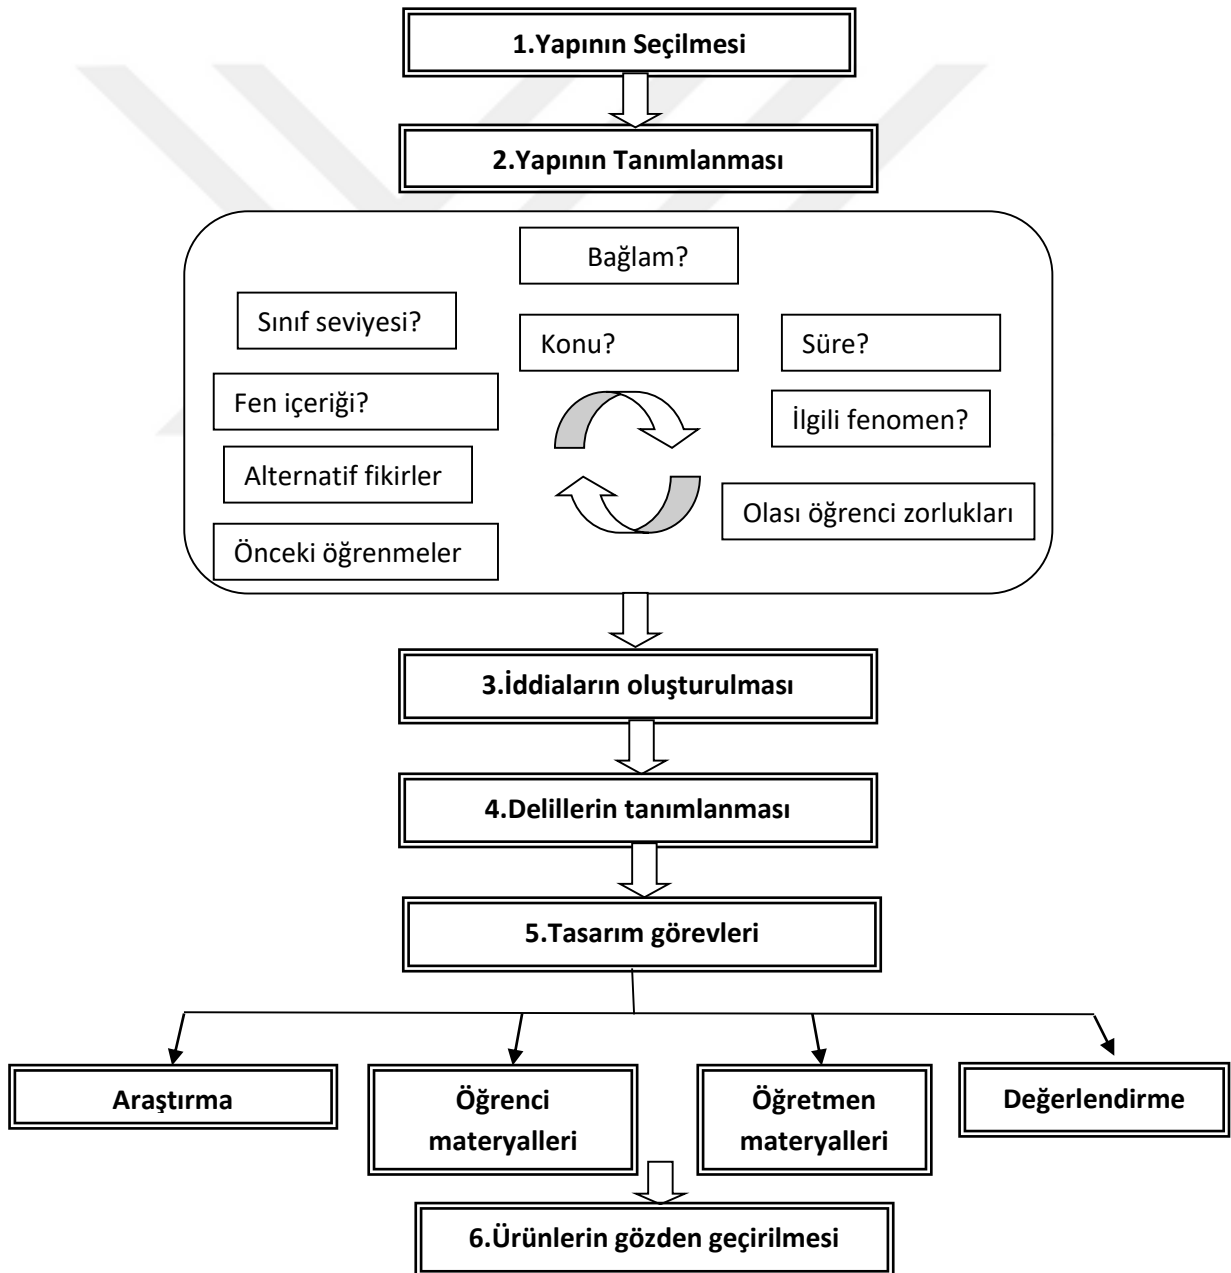 1.Yapının Seçilmesi
2.Yapının Tanımlanması
Bağlam?
Sınıf seviyesi?
Konu?
Süre?
Fen içeriği?
İlgili fenomen?
Alternatif fikirler
Olası öğrenci zorlukları
Önceki öğrenmeler
3.İddiaların oluşturulması
4.Delillerin tanımlanması
5.Tasarım görevleri
Araştırma
Öğrenci
materyalleri
Öğretmen
materyalleri
Değerlendirme
6.Ürünlerin gözden geçirilmesi